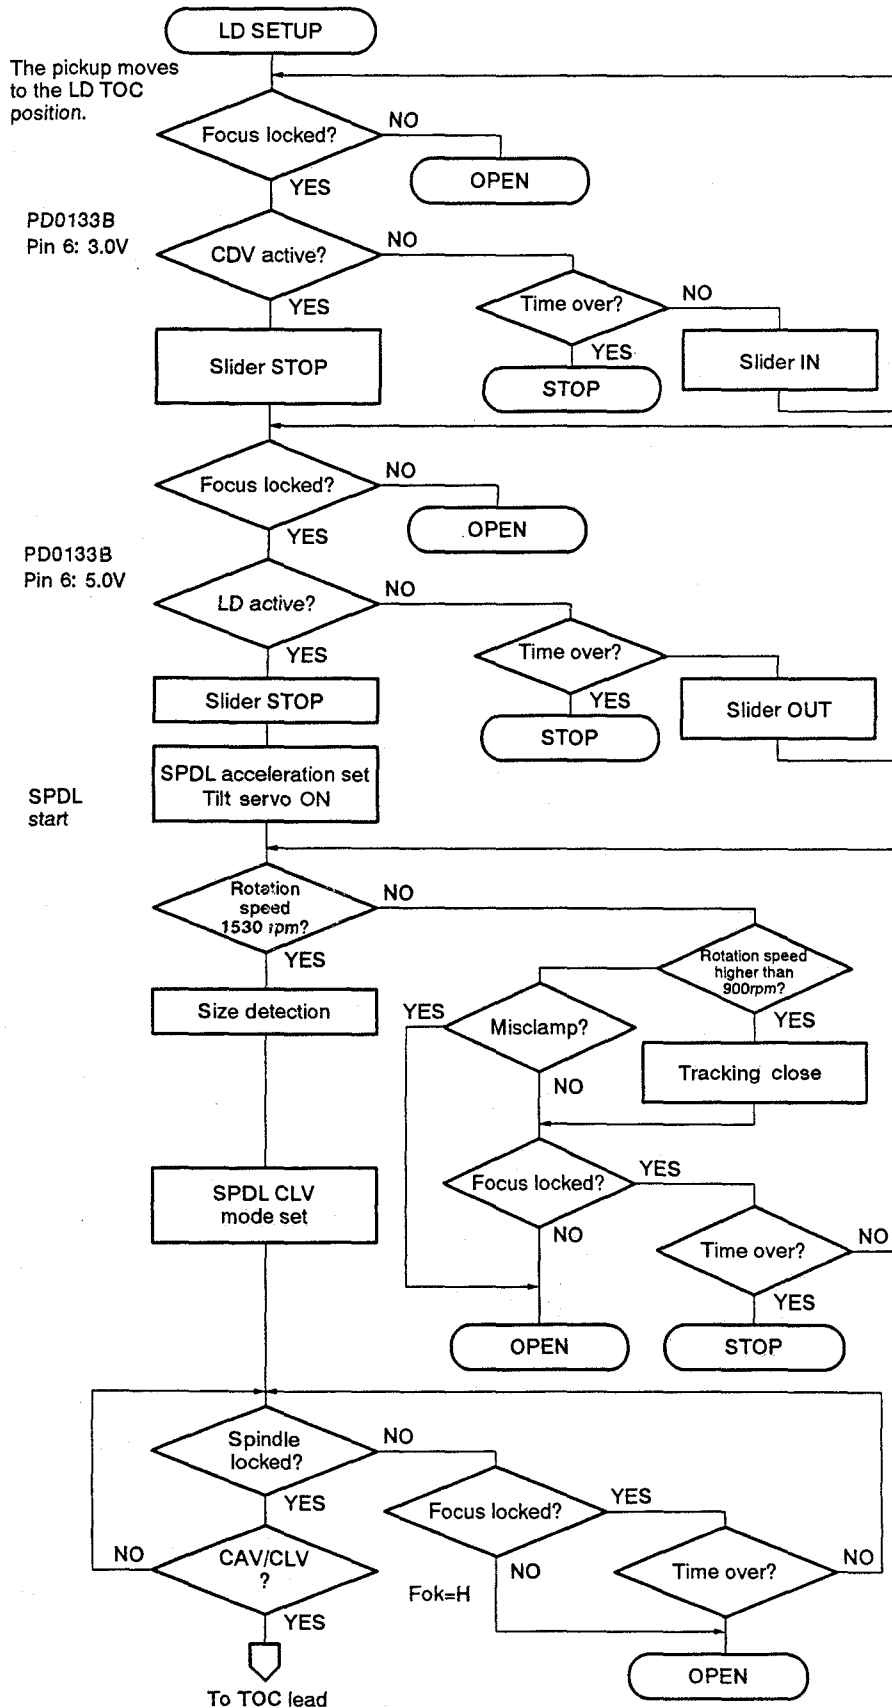 LD SETUP
The pickup moves
to the LD TOC
position.
Focus locked?
NO
OPEN
YES
PD0133B
Pin 6: 3.0V
CDV active?
NO
YES
Time over?
NO
YES
Slider STOP
STOP
Slider IN
Focus locked?
NO
OPEN
YES
PD0133B
Pin 6: 5.0V
LD active?
NO
YES
Time over?
YES
Slider STOP
STOP
Slider OUT
SPDL acceleration set
Tilt servo ON
SPDL
start
Rotation
speed
1530 rpm?
NO
YES
Rotation speed
higher than
900rpm?
YES
Size detection
YES
Misclamp?
NO
Tracking close
Focus locked?
YES
NO
SPDL CLV
mode set
Time over?
NO
YES
OPEN
STOP
Spindle
locked?
NO
YES
Focus locked?
YES
NO
Fok=H
Time over?
NO
NO
CAV/CLV
?
YES
OPEN
To TOC lead